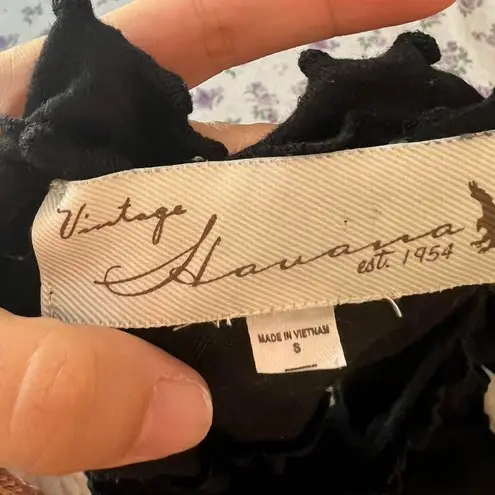 Vintage
Havana
est. 1954
MADE IN VIETNAM
S